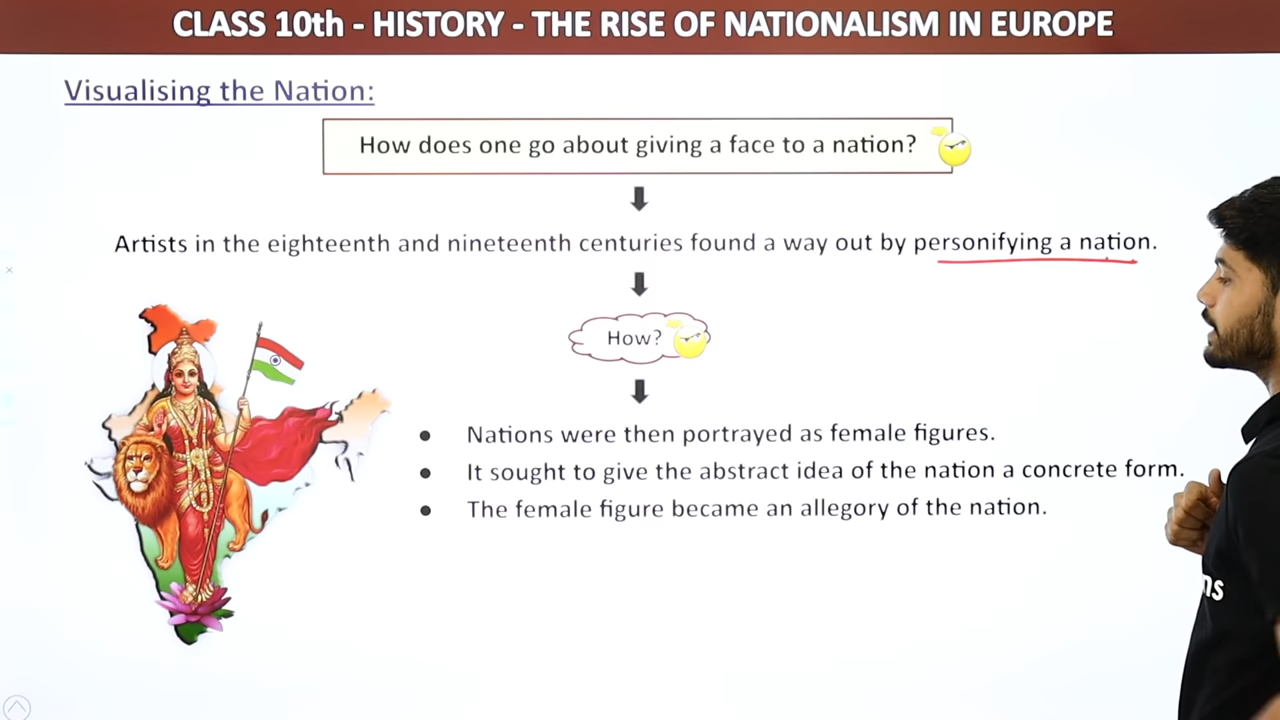 CLASS 10th - HISTORY - THE RISE OF NATIONALISM IN EUROPE
Visualising the Nation:
How does one go about giving a face to a nation?
Artists in the eighteenth and nineteenth centuries found a way out by personifying a nation.
How?
● Nations were then portrayed as female figures.
● It sought to give the abstract idea of the nation a concrete form.
● The female figure became an allegory of the nation.
ns